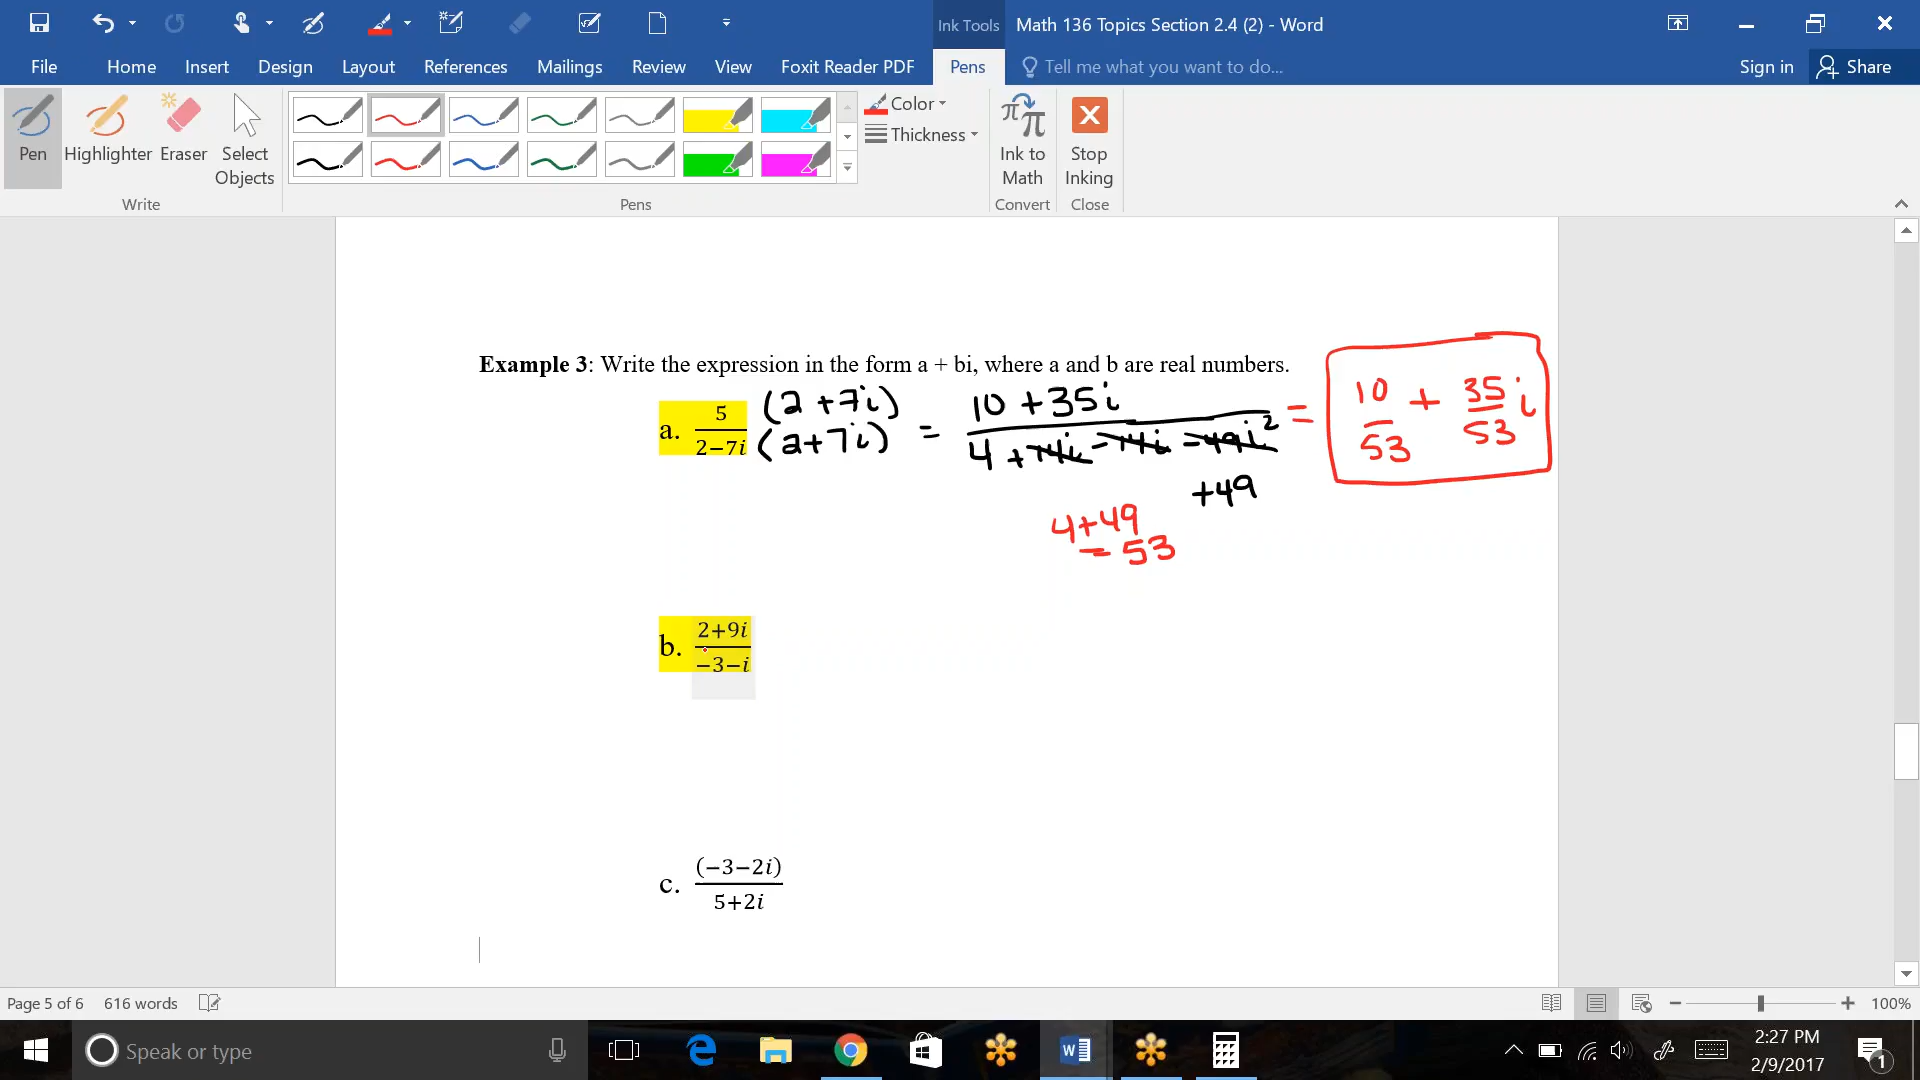 Ink Tools Math 136 Topics Section 2.4 (2) - Word
File Home Insert Design Layout References Mailings Review View Foxit Reader PDF Pens Tell me what you want to do... Sign in Share
Pen Highlighter Eraser Select Objects
Color
Thickness
Ink to Math
Stop Inking
Write Pens Convert Close
Example 3: Write the expression in the form a + bi, where a and b are real numbers.
a. 5/(2−7i) (2+7i)/(2+7i) = (10+35i)/(4+14i−14i−49i²) = 10/53 + 35/53 i
+49
4+49
= 53
b. (2+9i)/(−3−i)
c. (−3−2i)/(5+2i)
Page 5 of 6 616 words 100%
Speak or type
2:27 PM
2/9/2017
1